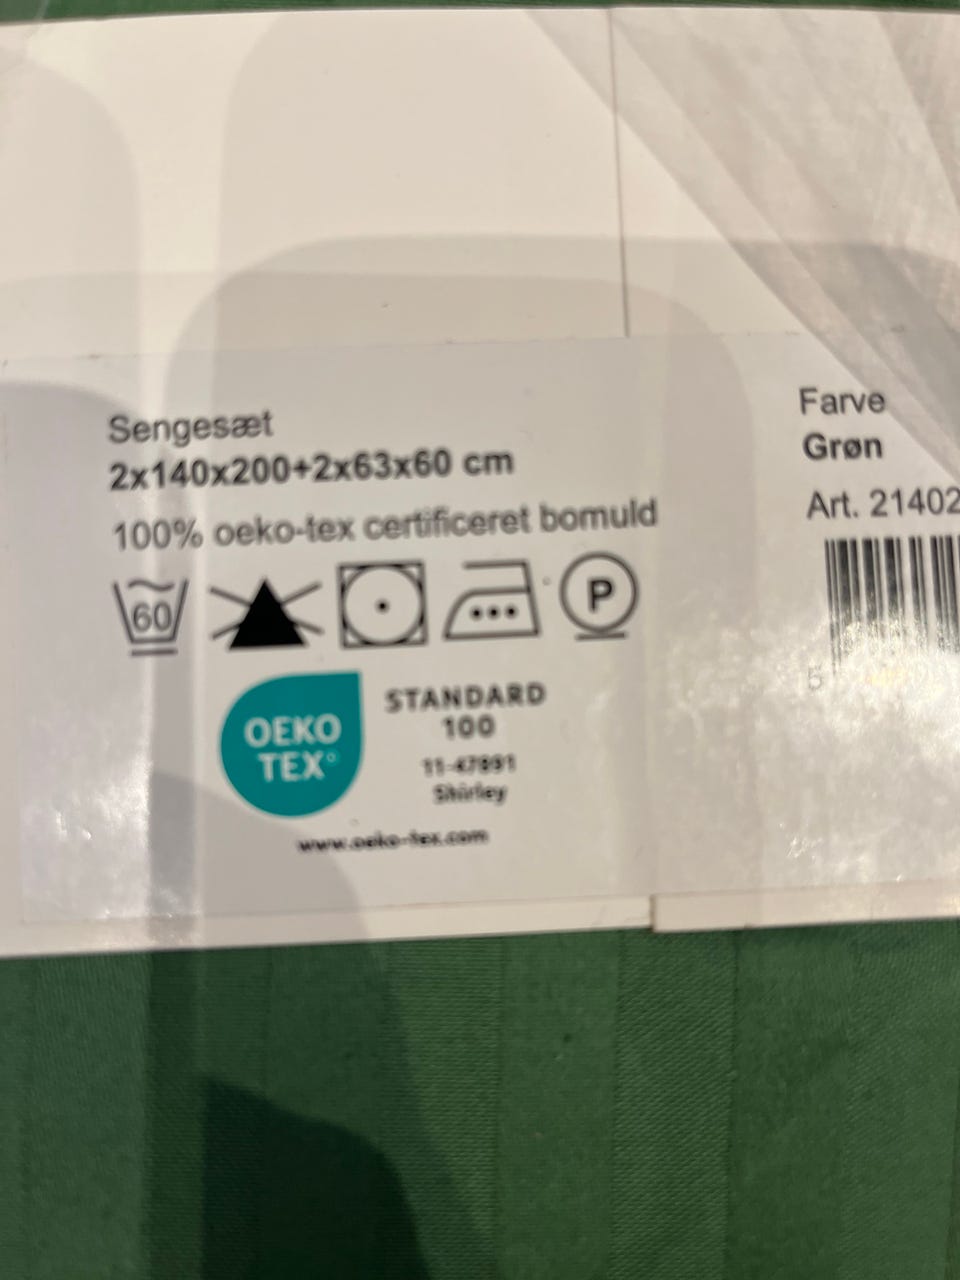 Sengesæt
2x140x200+2x63x60 cm
100% oeko-tex certificeret bomuld
60
P
OEKO
TEX®
STANDARD
100
11-47891
Shirley
www.oeko-tex.com
Farve
Grøn
Art. 21402
5